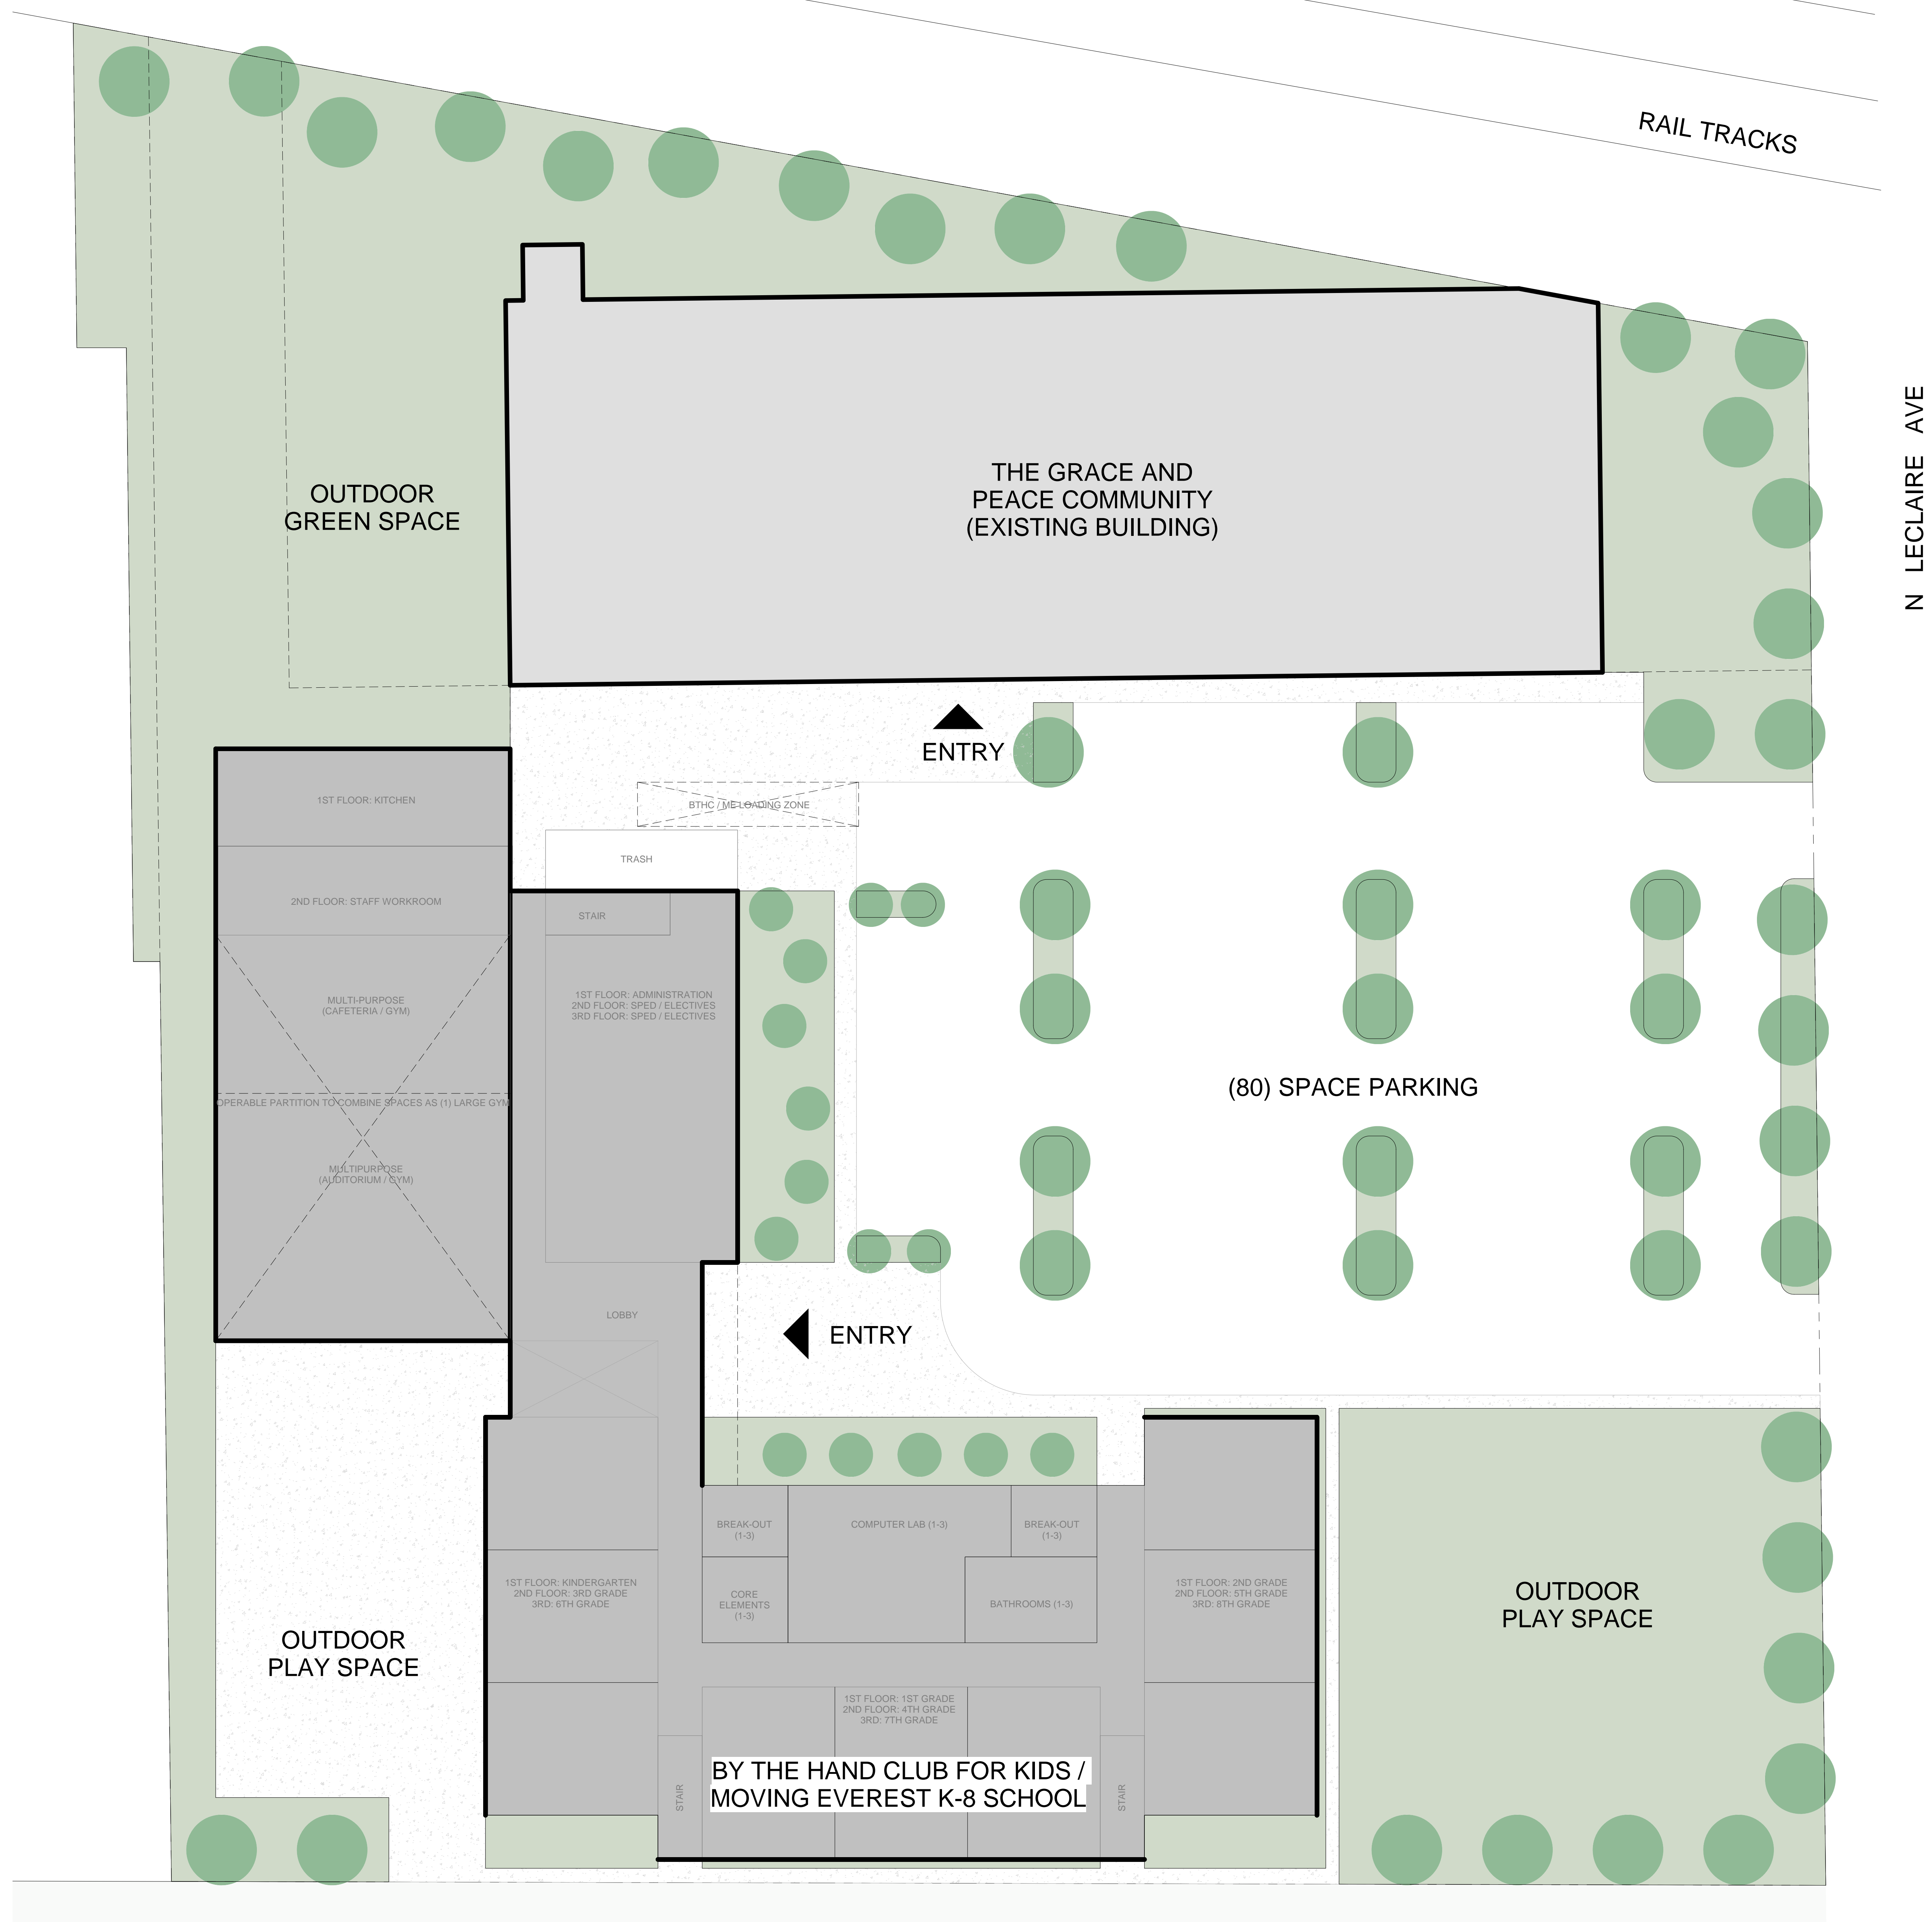 RAIL TRACKS
N LECLAIRE AVE
OUTDOOR
GREEN SPACE
THE GRACE AND
PEACE COMMUNITY
(EXISTING BUILDING)
ENTRY
1ST FLOOR: KITCHEN
BTHC / ME LOADING ZONE
TRASH
2ND FLOOR: STAFF WORKROOM
STAIR
MULTI-PURPOSE
(CAFETERIA / GYM)
1ST FLOOR: ADMINISTRATION
2ND FLOOR: SPED / ELECTIVES
3RD FLOOR: SPED / ELECTIVES
(80) SPACE PARKING
OPERABLE PARTITION TO COMBINE SPACES AS (1) LARGE GYM
MULTIPURPOSE
(AUDITORIUM / GYM)
LOBBY
ENTRY
BREAK-OUT
(1-3)
COMPUTER LAB (1-3)
BREAK-OUT
(1-3)
1ST FLOOR: KINDERGARTEN
2ND FLOOR: 3RD GRADE
3RD: 6TH GRADE
CORE
ELEMENTS
(1-3)
BATHROOMS (1-3)
1ST FLOOR: 2ND GRADE
2ND FLOOR: 5TH GRADE
3RD: 8TH GRADE
OUTDOOR
PLAY SPACE
OUTDOOR
PLAY SPACE
1ST FLOOR: 1ST GRADE
2ND FLOOR: 4TH GRADE
3RD: 7TH GRADE
STAIR
BY THE HAND CLUB FOR KIDS /
MOVING EVEREST K-8 SCHOOL
STAIR